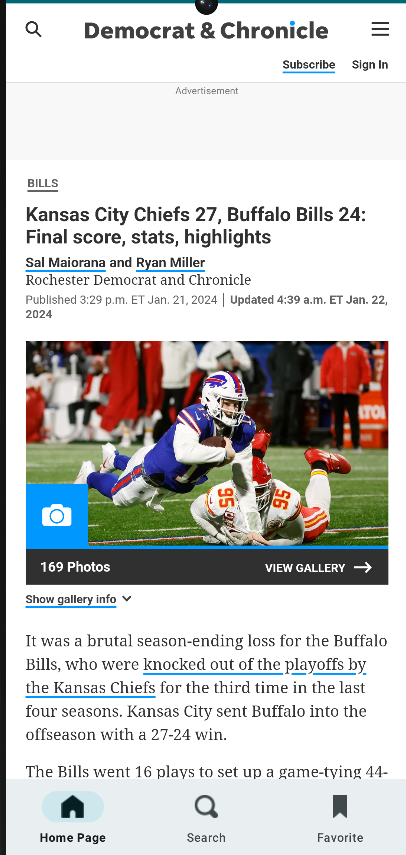 Democrat & Chronicle
Subscribe Sign In
Advertisement
BILLS
Kansas City Chiefs 27, Buffalo Bills 24:
Final score, stats, highlights
Sal Maiorana and Ryan Miller
Rochester Democrat and Chronicle
Published 3:29 p.m. ET Jan. 21, 2024 | Updated 4:39 a.m. ET Jan. 22,
2024
95 95
169 Photos VIEW GALLERY
Show gallery info
It was a brutal season-ending loss for the Buffalo
Bills, who were knocked out of the playoffs by
the Kansas Chiefs for the third time in the last
four seasons. Kansas City sent Buffalo into the
offseason with a 27-24 win.
The Bills went 16 plays to set up a game-tying 44-
Home Page Search Favorite